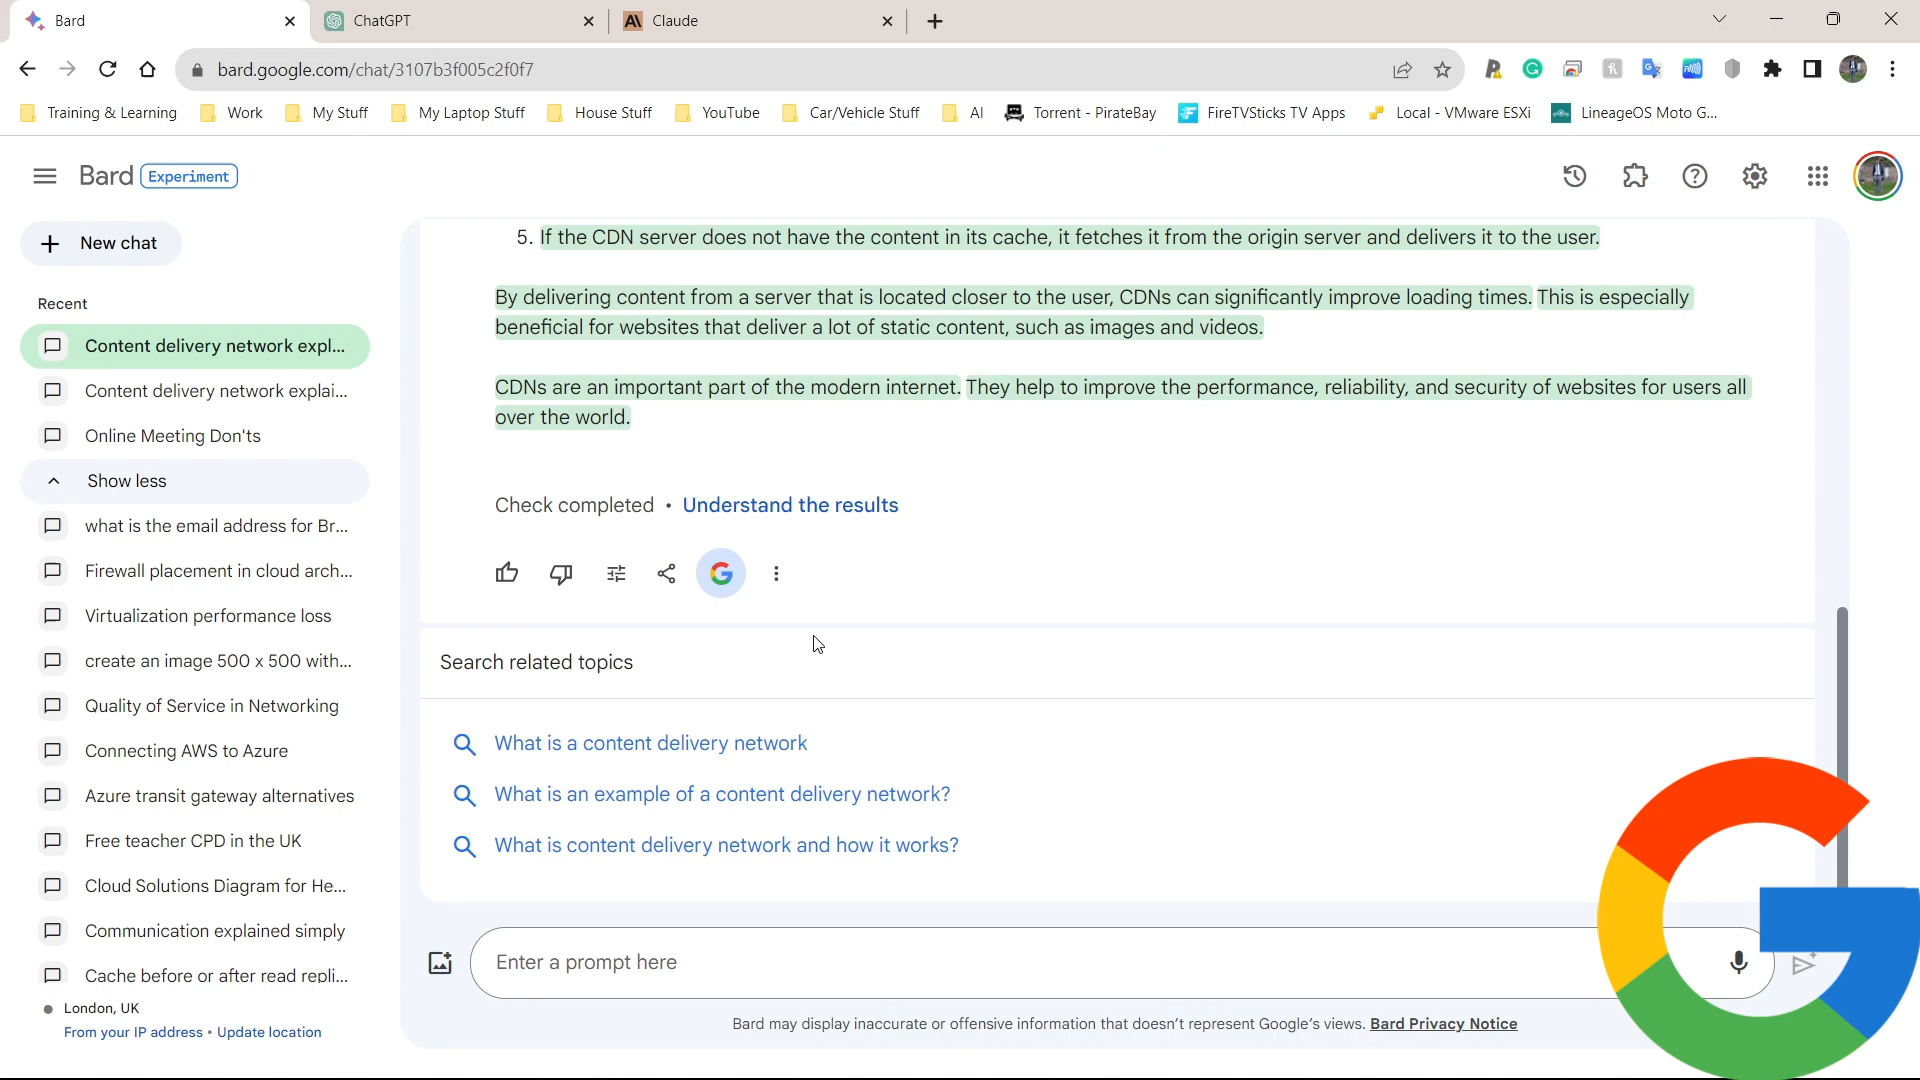 Bard
ChatGPT
Claude
bard.google.com/chat/3107b3f005c2f0f7
Training & Learning
Work
My Stuff
My Laptop Stuff
House Stuff
YouTube
Car/Vehicle Stuff
AI
Torrent - PirateBay
FireTVSticks TV Apps
Local - VMware ESXi
LineageOS Moto G...
Bard
Experiment
New chat
Recent
Content delivery network expl...
Content delivery network explai...
Online Meeting Don'ts
Show less
what is the email address for Br...
Firewall placement in cloud arch...
Virtualization performance loss
create an image 500 x 500 with...
Quality of Service in Networking
Connecting AWS to Azure
Azure transit gateway alternatives
Free teacher CPD in the UK
Cloud Solutions Diagram for He...
Communication explained simply
Cache before or after read repli...
London, UK
From your IP address • Update location
5. If the CDN server does not have the content in its cache, it fetches it from the origin server and delivers it to the user.
By delivering content from a server that is located closer to the user, CDNs can significantly improve loading times. This is especially
beneficial for websites that deliver a lot of static content, such as images and videos.
CDNs are an important part of the modern internet. They help to improve the performance, reliability, and security of websites for users all
over the world.
Check completed • Understand the results
Search related topics
What is a content delivery network
What is an example of a content delivery network?
What is content delivery network and how it works?
Enter a prompt here
Bard may display inaccurate or offensive information that doesn't represent Google's views. Bard Privacy Notice